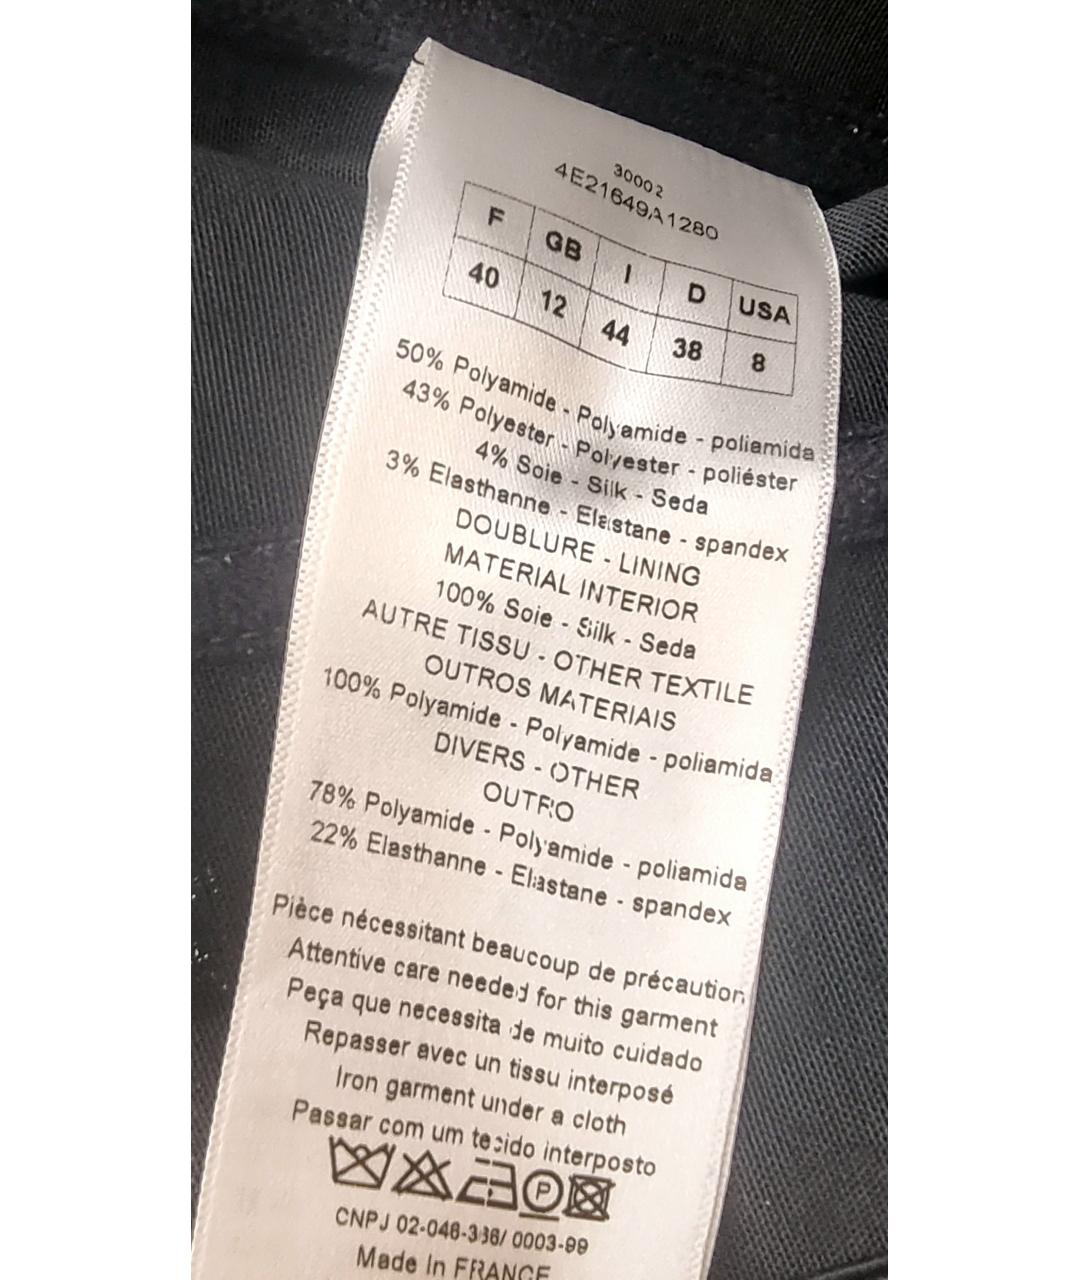 30002
4E21649A1280
F GB I D USA
40 12 44 38 8
50% Polyamide - Polyamide - poliamida
43% Polyester - Polyester - poliéster
4% Soie - Silk - Seda
3% Elasthanne - Elastane - spandex
DOUBLURE - LINING
MATERIAL INTERIOR
100% Soie - Silk - Seda
AUTRE TISSU - OTHER TEXTILE
OUTROS MATERIAIS
100% Polyamide - Polyamide - poliamida
DIVERS - OTHER
OUTRO
78% Polyamide - Polyamide - poliamida
22% Elasthanne - Elastane - spandex
Pièce nécessitant beaucoup de précaution
Attentive care needed for this garment
Peça que necessita de muito cuidado
Repasser avec un tissu interposé
Iron garment under a cloth
Passar com um tecido interposto
P
CNPJ 02-046-336/ 0003-99
Made In FRANCE